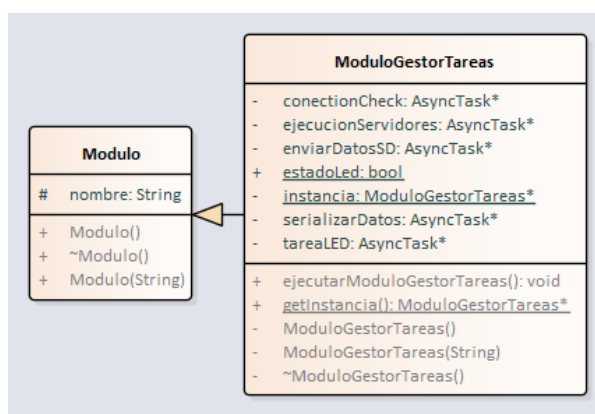 Modulo
# nombre: String
+ Modulo()
+ ~Modulo()
+ Modulo(String)
ModuloGestorTareas
- conectionCheck: AsyncTask*
- ejecucionServidores: AsyncTask*
- enviarDatosSD: AsyncTask*
+ estadoLed: bool
- instancia: ModuloGestorTareas*
- serializarDatos: AsyncTask*
- tareaLED: AsyncTask*
+ ejecutarModuloGestorTareas(): void
+ getInstancia(): ModuloGestorTareas*
- ModuloGestorTareas()
- ModuloGestorTareas(String)
- ~ModuloGestorTareas()